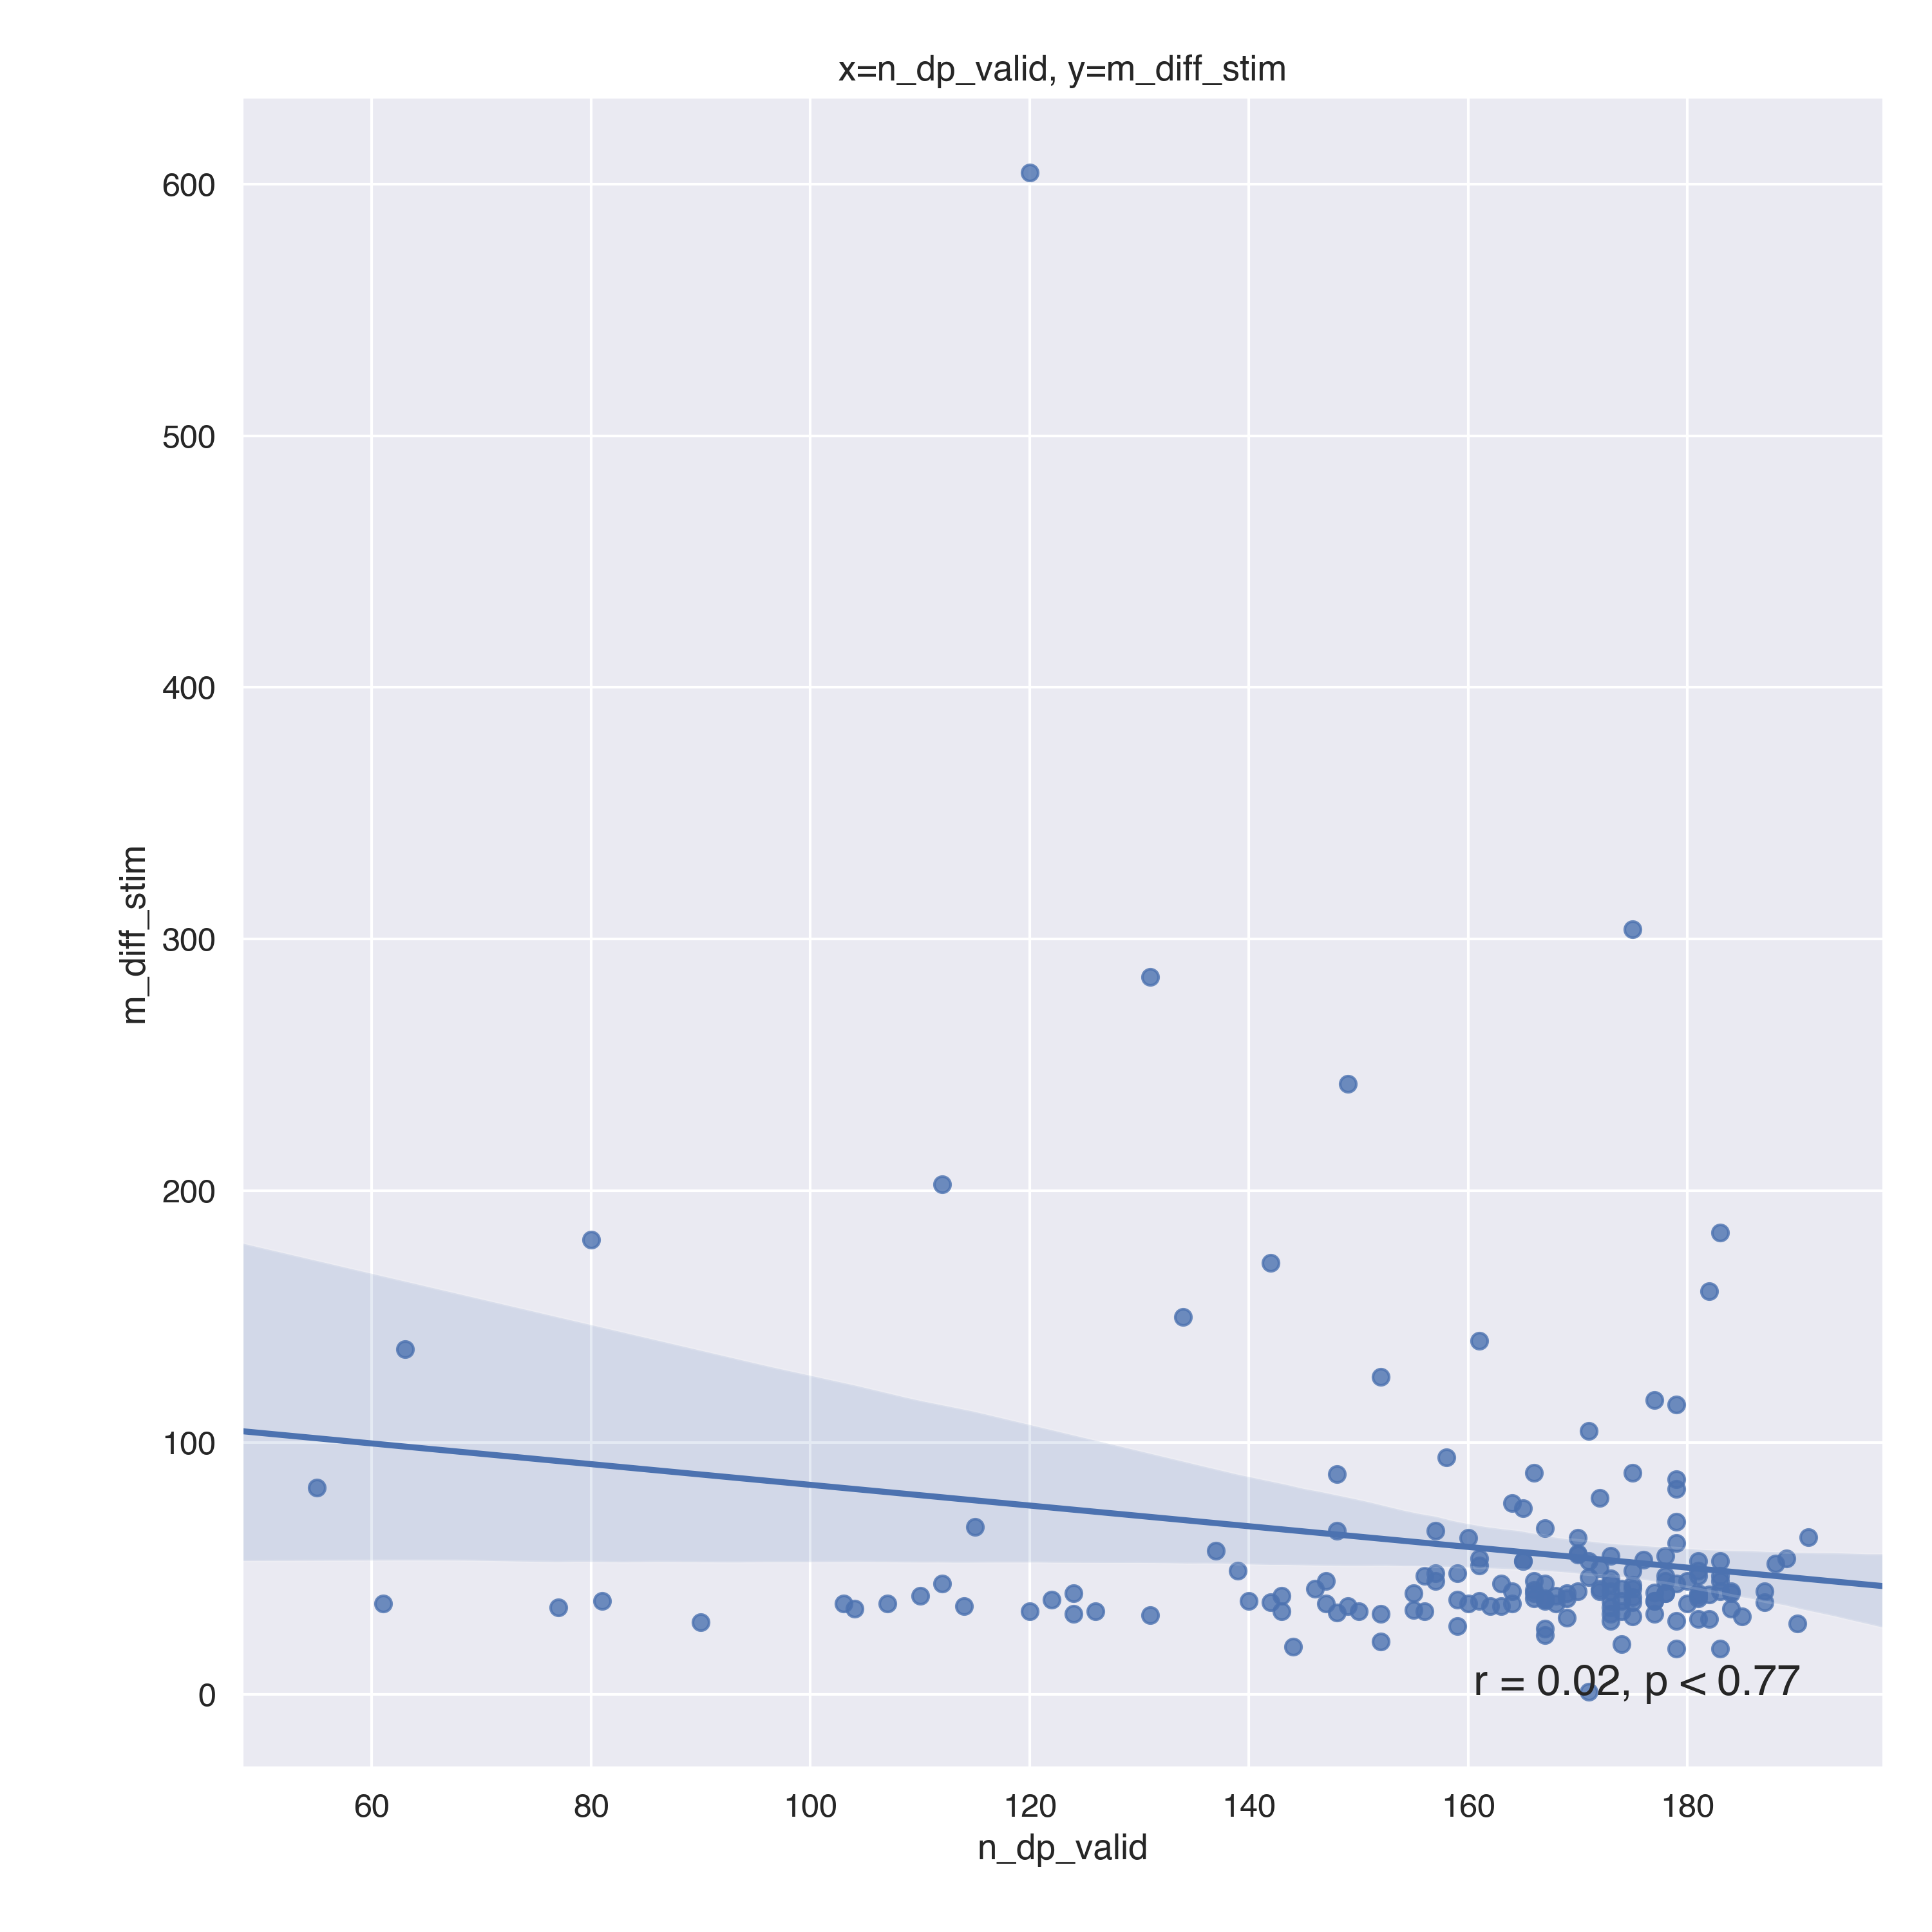 x=n_dp_valid, y=m_diff_stim
600
500
400
300
200
100
0
m_diff_stim
r = 0.02, p < 0.77
60 80 100 120 140 160 180
n_dp_valid